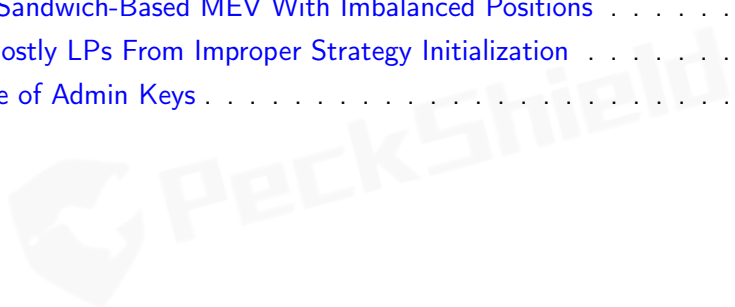 Sandwich-Based MEV With Imbalanced Positions . . . . . .
ostly LPs From Improper Strategy Initialization . . . . . . .
e of Admin Keys . . . . . . . . . . . . . . . . . . . . . . . .
PeckShield